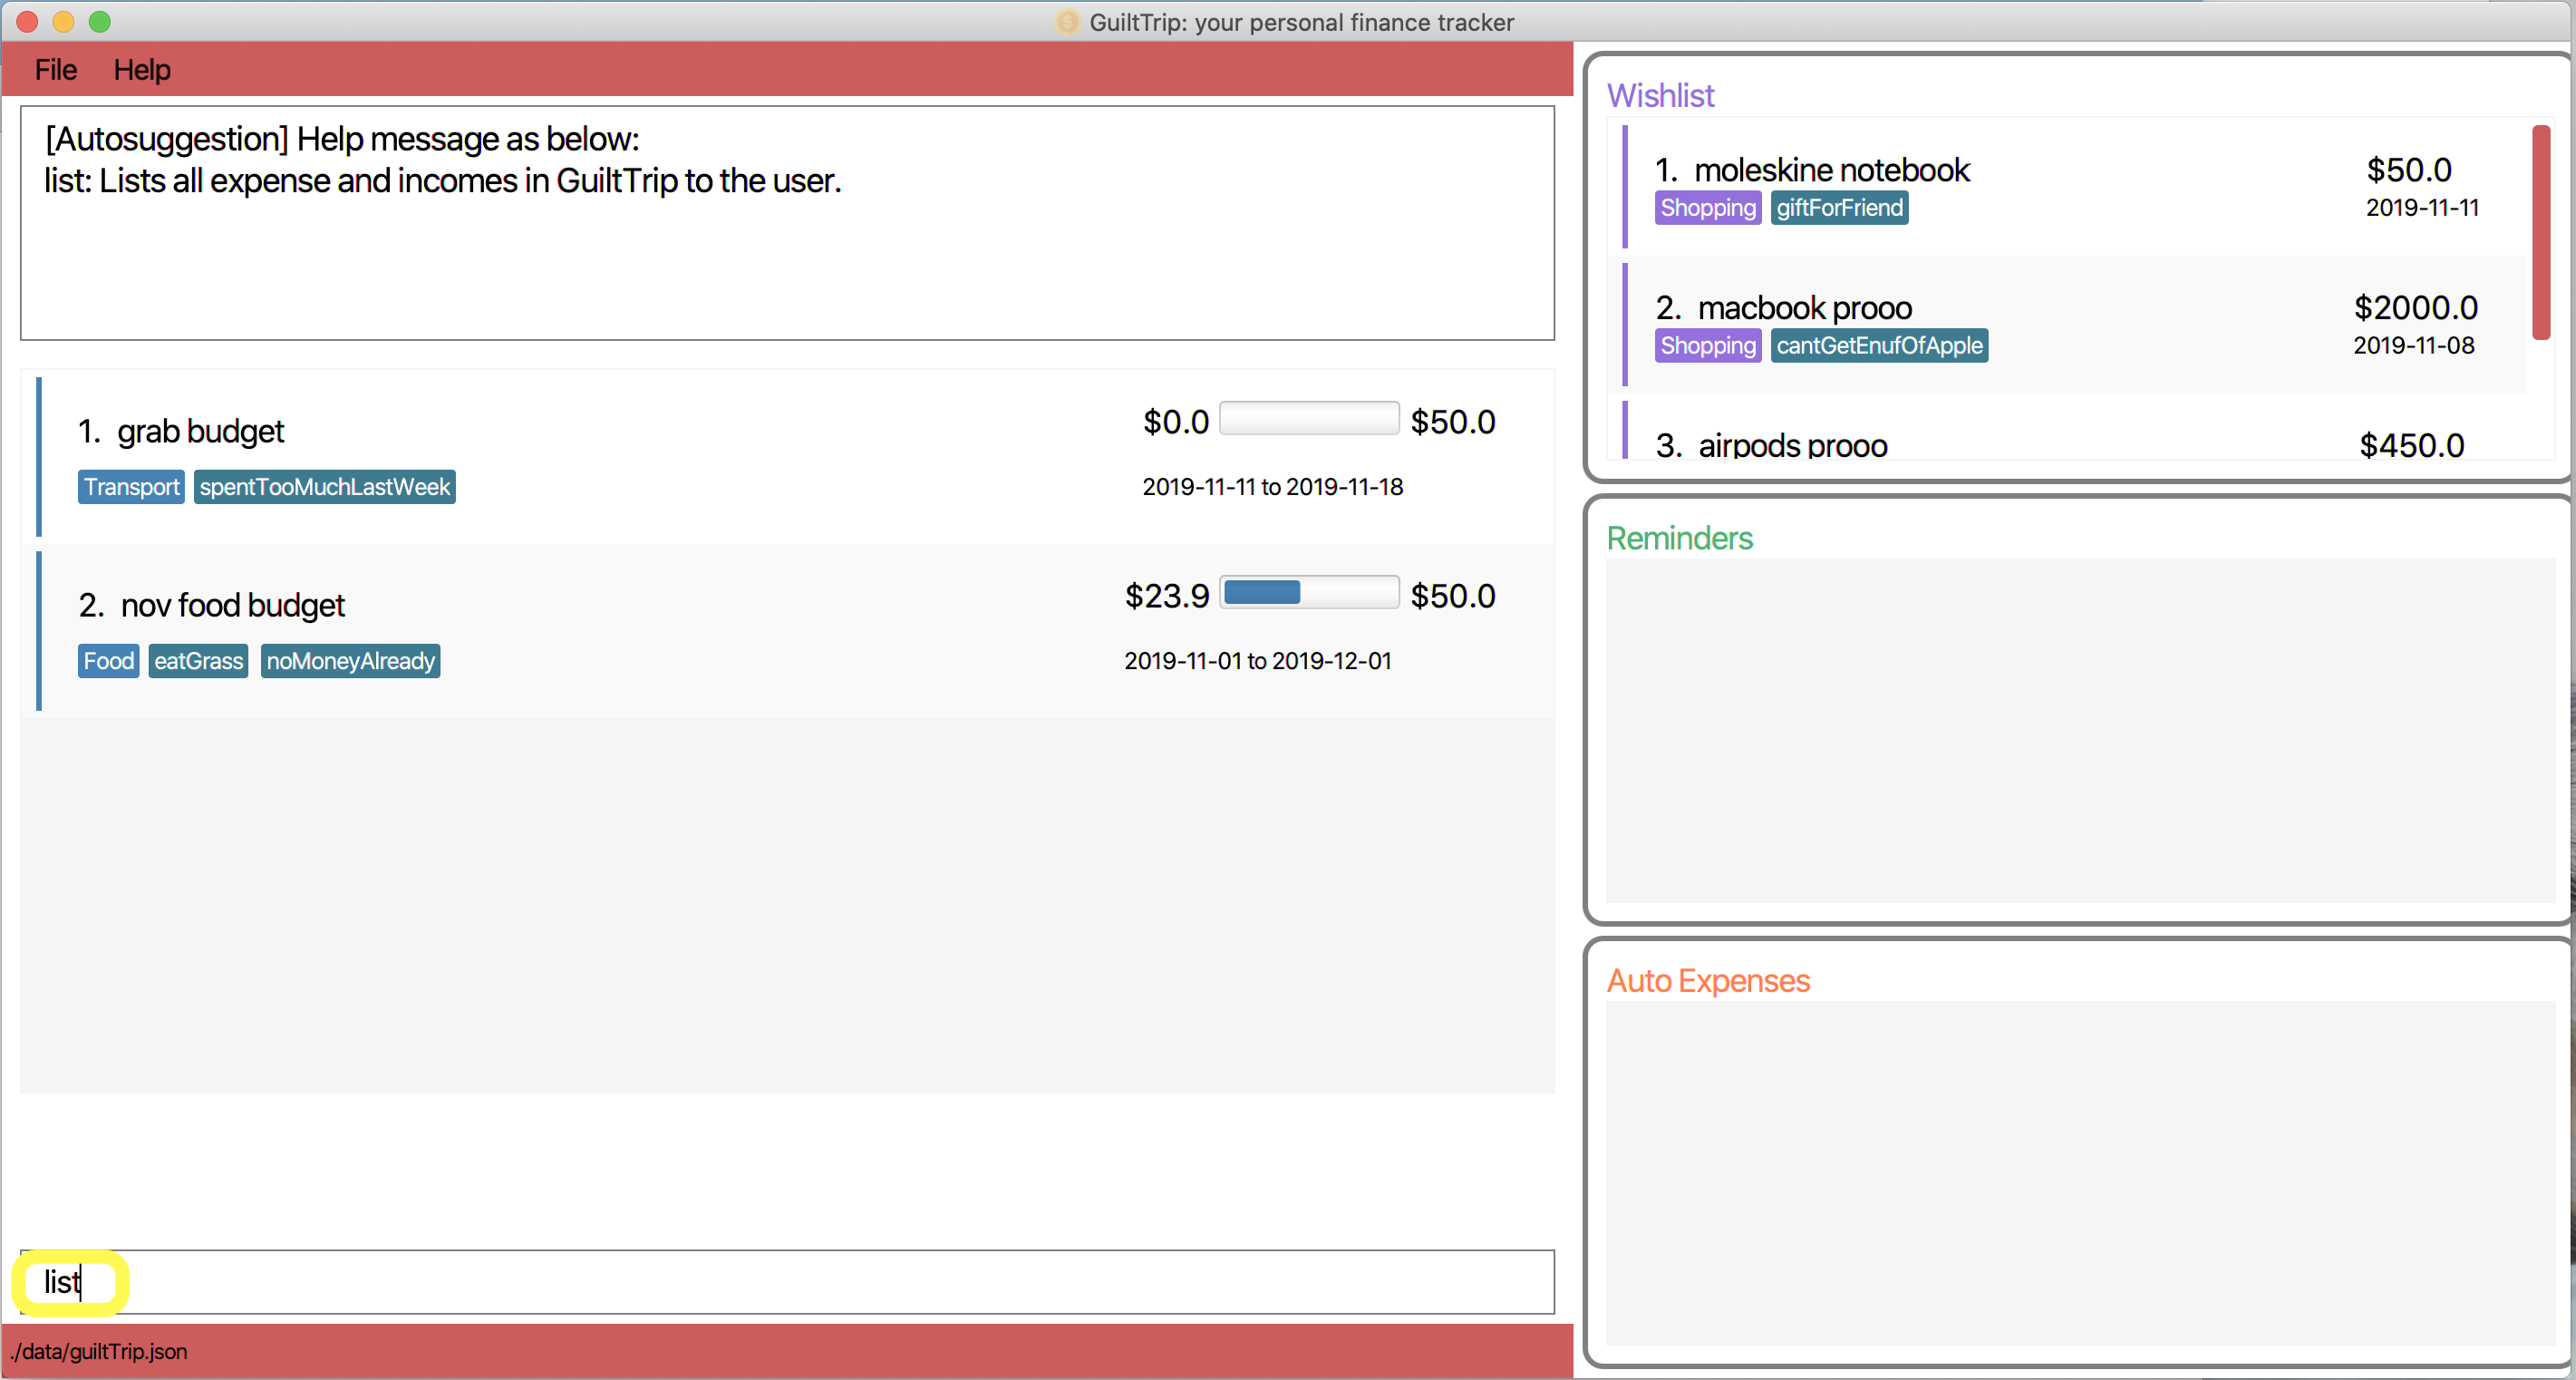 GuiltTrip: your personal finance tracker
File Help
[Autosuggestion] Help message as below:
list: Lists all expense and incomes in GuiltTrip to the user.
1. grab budget $0.0 $50.0
Transport spentTooMuchLastWeek 2019-11-11 to 2019-11-18
2. nov food budget $23.9 $50.0
Food eatGrass noMoneyAlready 2019-11-01 to 2019-12-01
list
./data/guiltTrip.json
Wishlist
1. moleskine notebook $50.0
Shopping giftForFriend 2019-11-11
2. macbook prooo $2000.0
Shopping cantGetEnufOfApple 2019-11-08
3. airpods prooo $450.0
Reminders
Auto Expenses